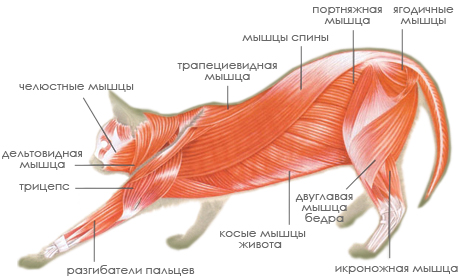 портняжная
мышца
ягодичные
мышцы
мышцы спины
трапециевидная
мышца
челюстные мышцы
дельтовидная
мышца
трицепс
двуглавая
мышца
бедра
косые мышцы
живота
разгибатели пальцев
икроножная мышца